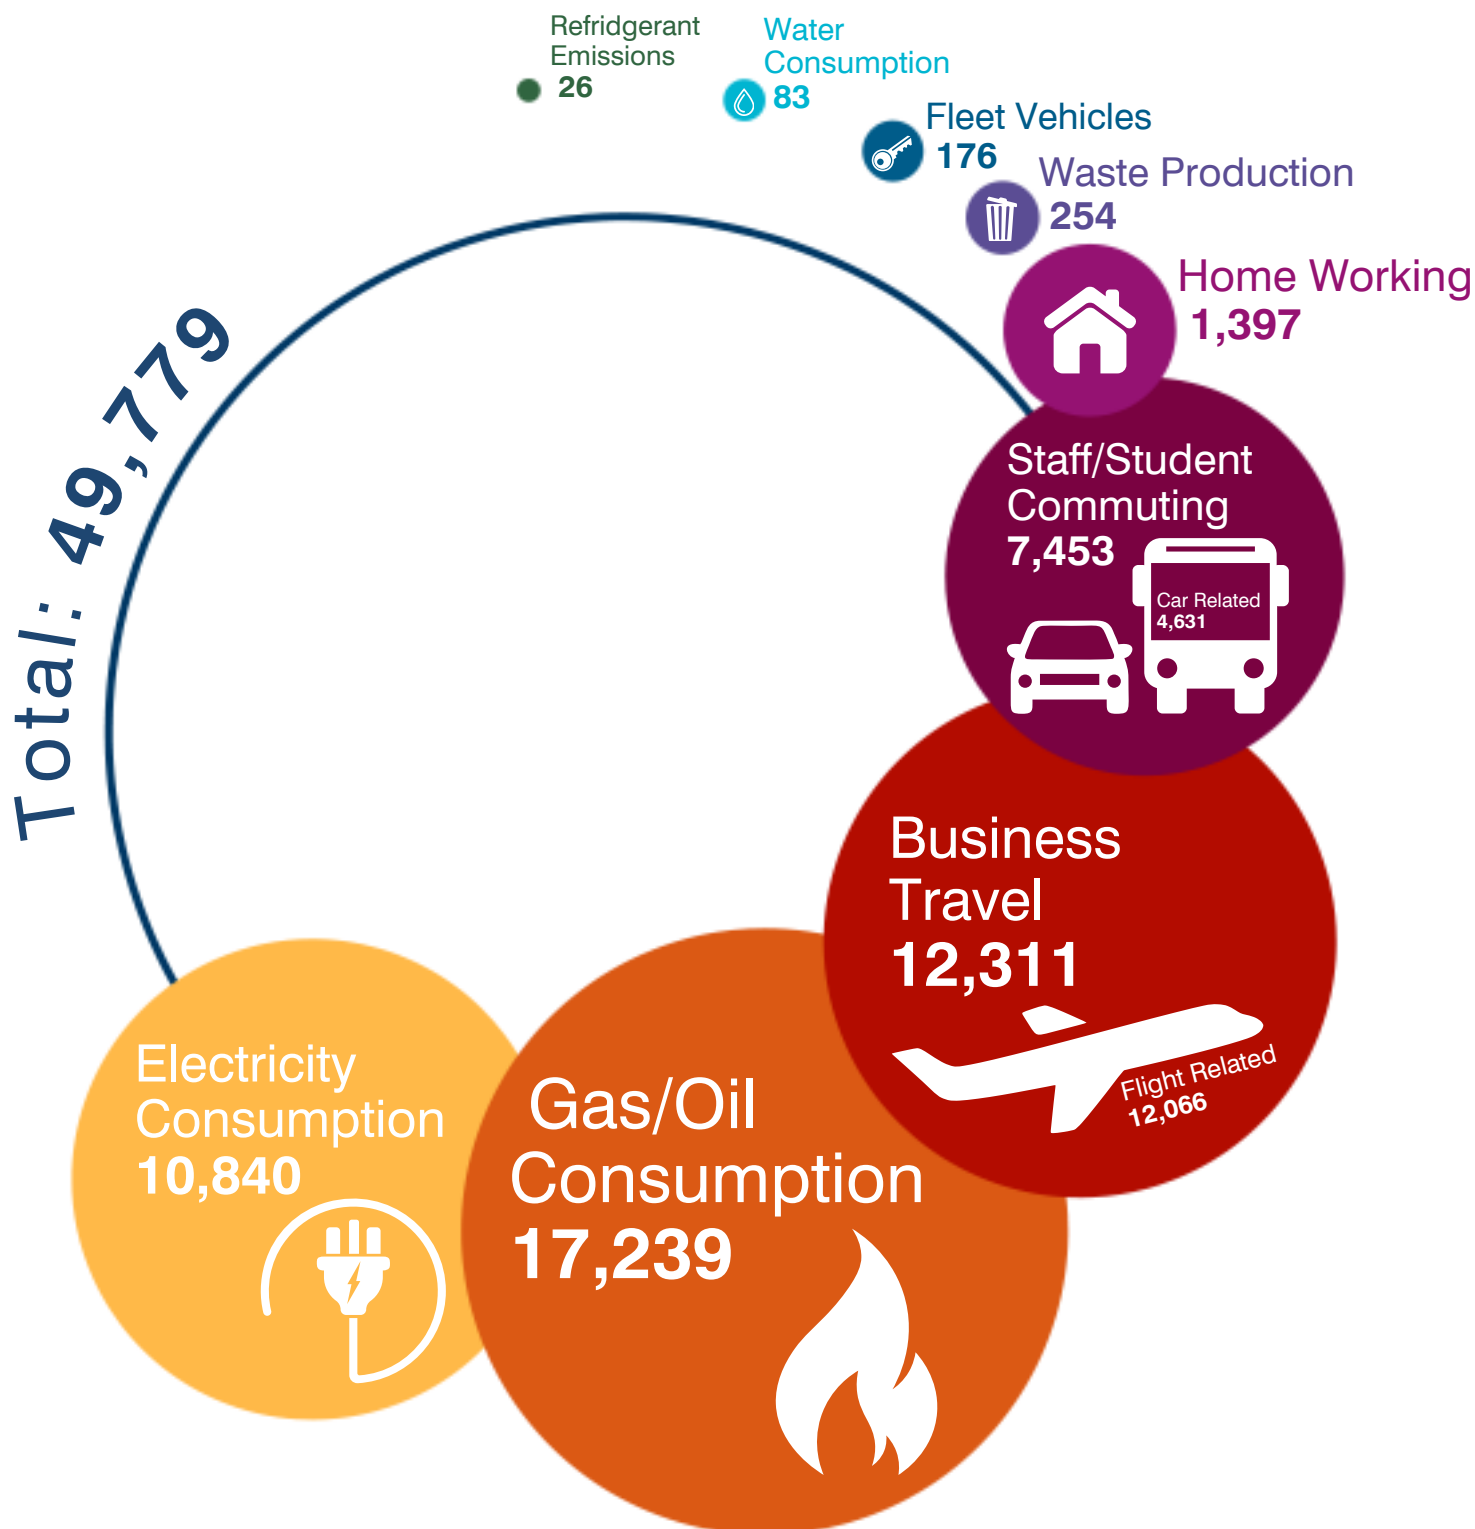 Refridgerant
Emissions
26
Water
Consumption
83
Fleet Vehicles
176
Waste Production
254
Home Working
1,397
Total: 49,779
Staff/Student
Commuting
7,453
Car Related
4,631
Business
Travel
12,311
Flight Related
12,066
Electricity
Consumption
10,840
Gas/Oil
Consumption
17,239